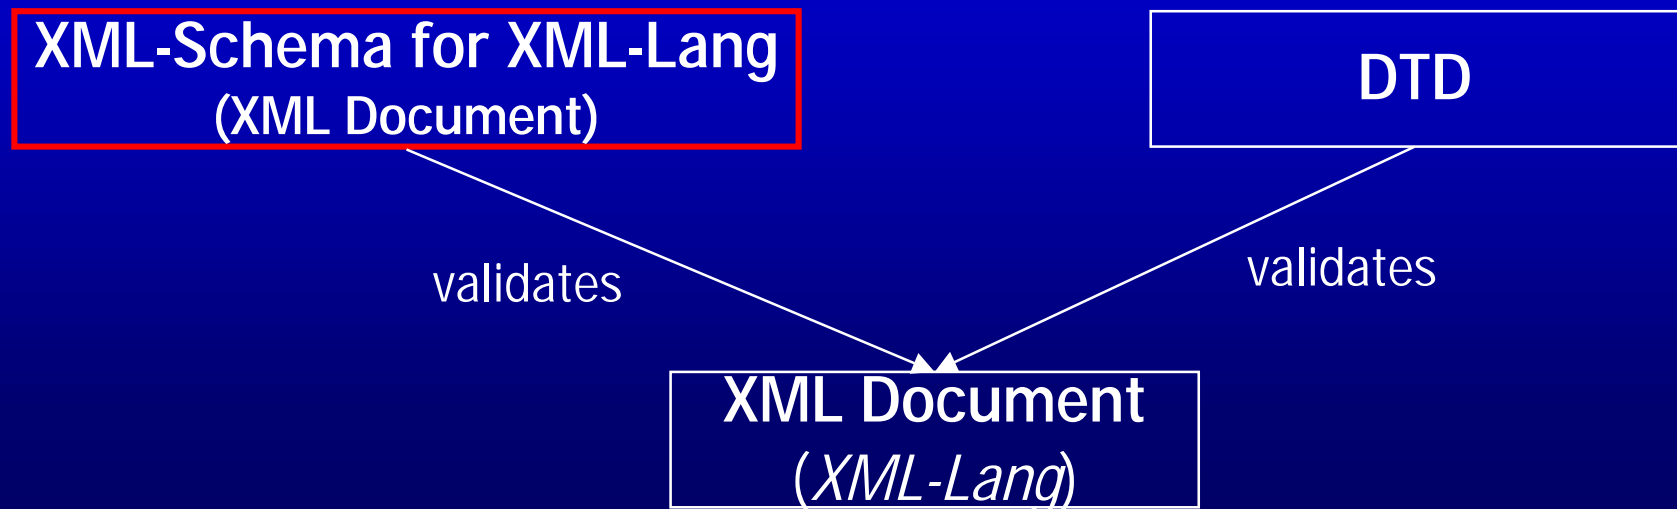 XML-Schema for XML-Lang
(XML Document)
DTD
validates
validates
XML Document
(XML-Lang)